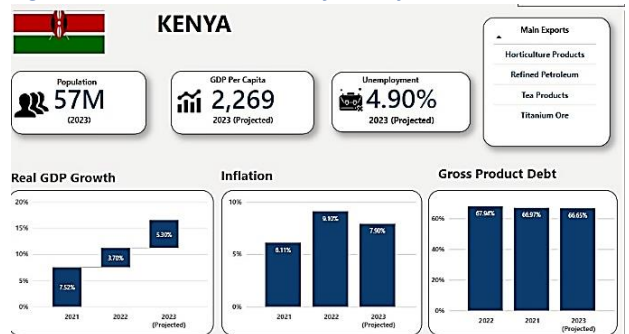 KENYA
Main Exports
Horticulture Products
Refined Petroleum
Tea Products
Titanium Ore
Population
57M
(2023)
GDP Per Capita
2,269
2023 (Projected)
Unemployment
4.90%
2023 (Projected)
Real GDP Growth
20%
15%
10%
5%
0%
7.52%
3.70%
5.30%
2021
2022
2023
(Projected)
Inflation
10%
5%
0%
6.11%
9.10%
7.90%
2021
2022
2023
(Projected)
Gross Product Debt
60%
40%
20%
0%
67.94%
66.97%
66.65%
2022
2021
2023
(Projected)